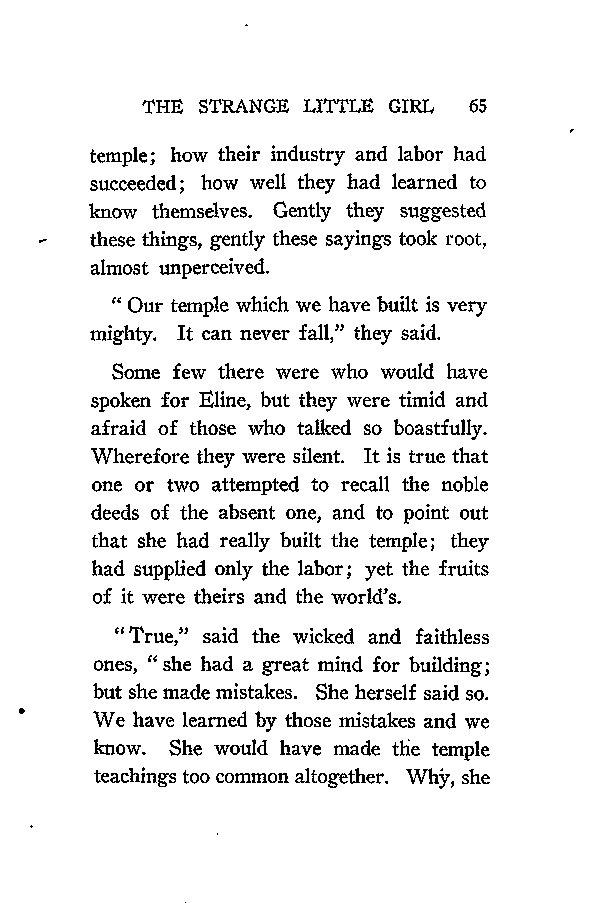 THE STRANGE LITTLE GIRL 65
temple; how their industry and labor had
succeeded; how well they had learned to
know themselves. Gently they suggested
these things, gently these sayings took root,
almost unperceived.
“ Our temple which we have built is very
mighty. It can never fall,” they said.
Some few there were who would have
spoken for Eline, but they were timid and
afraid of those who talked so boastfully.
Wherefore they were silent. It is true that
one or two attempted to recall the noble
deeds of the absent one, and to point out
that she had really built the temple; they
had supplied only the labor; yet the fruits
of it were theirs and the world’s.
“ True,” said the wicked and faithless
ones, “ she had a great mind for building;
but she made mistakes. She herself said so.
We have learned by those mistakes and we
know. She would have made the temple
teachings too common altogether. Why, she